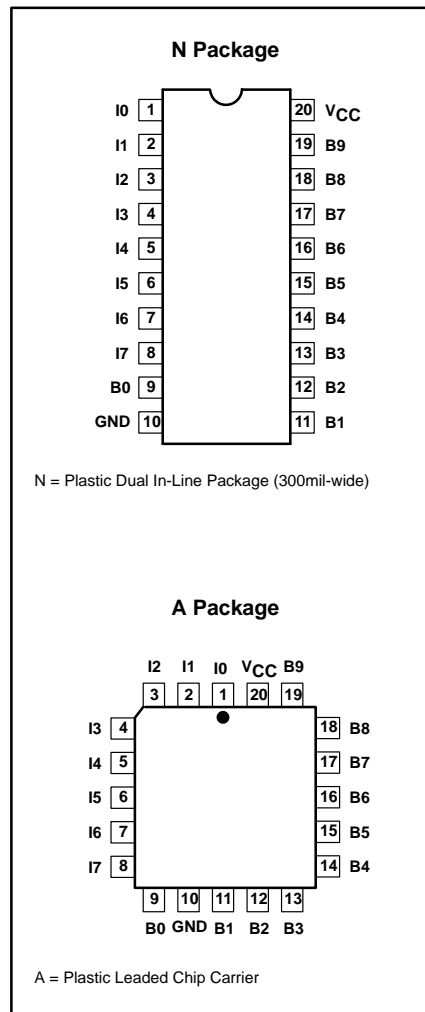 N Package
I0 1 20 VCC
I1 2 19 B9
I2 3 18 B8
I3 4 17 B7
I4 5 16 B6
I5 6 15 B5
I6 7 14 B4
I7 8 13 B3
B0 9 12 B2
GND 10 11 B1
N = Plastic Dual In-Line Package (300mil-wide)
A Package
I2 I1 I0 VCC B9
3 2 1 20 19
I3 4 18 B8
I4 5 17 B7
I5 6 16 B6
I6 7 15 B5
I7 8 14 B4
9 10 11 12 13
B0 GND B1 B2 B3
A = Plastic Leaded Chip Carrier